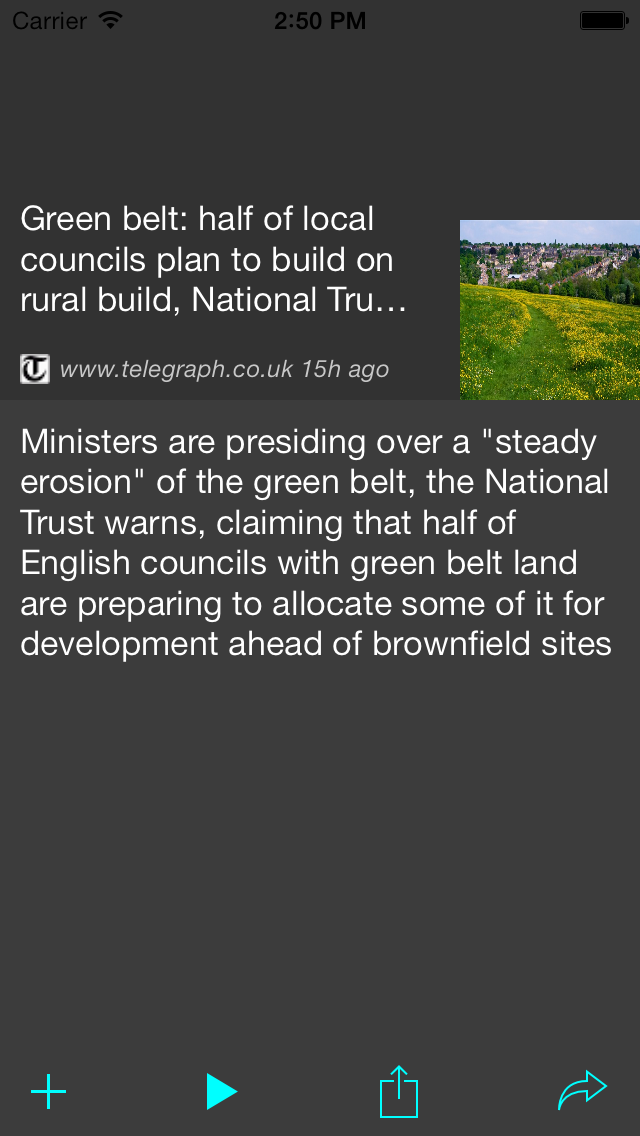 Carrier 2:50 PM
Green belt: half of local
councils plan to build on
rural build, National Tru...
T www.telegraph.co.uk 15h ago
Ministers are presiding over a "steady
erosion" of the green belt, the National
Trust warns, claiming that half of
English councils with green belt land
are preparing to allocate some of it for
development ahead of brownfield sites